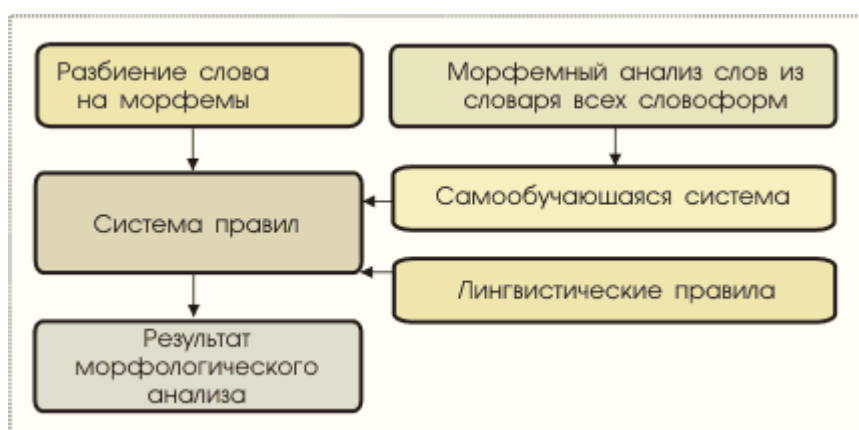 Разбиение слова
на морфемы
Морфемный анализ слов из
словаря всех словоформ
Самообучающаяся система
Система правил
Лингвистические правила
Результат
морфологического
анализа